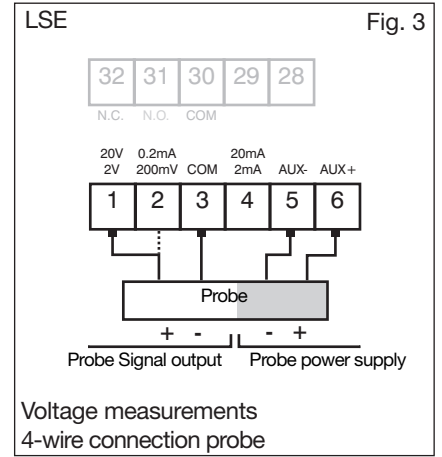 LSE Fig. 3
32 31 30 29 28
N.C. N.O. COM
20V 0.2mA 20mA
2V 200mV COM 2mA AUX- AUX+
1 2 3 4 5 6
Probe
+ - - +
Probe Signal output Probe power supply
Voltage measurements
4-wire connection probe